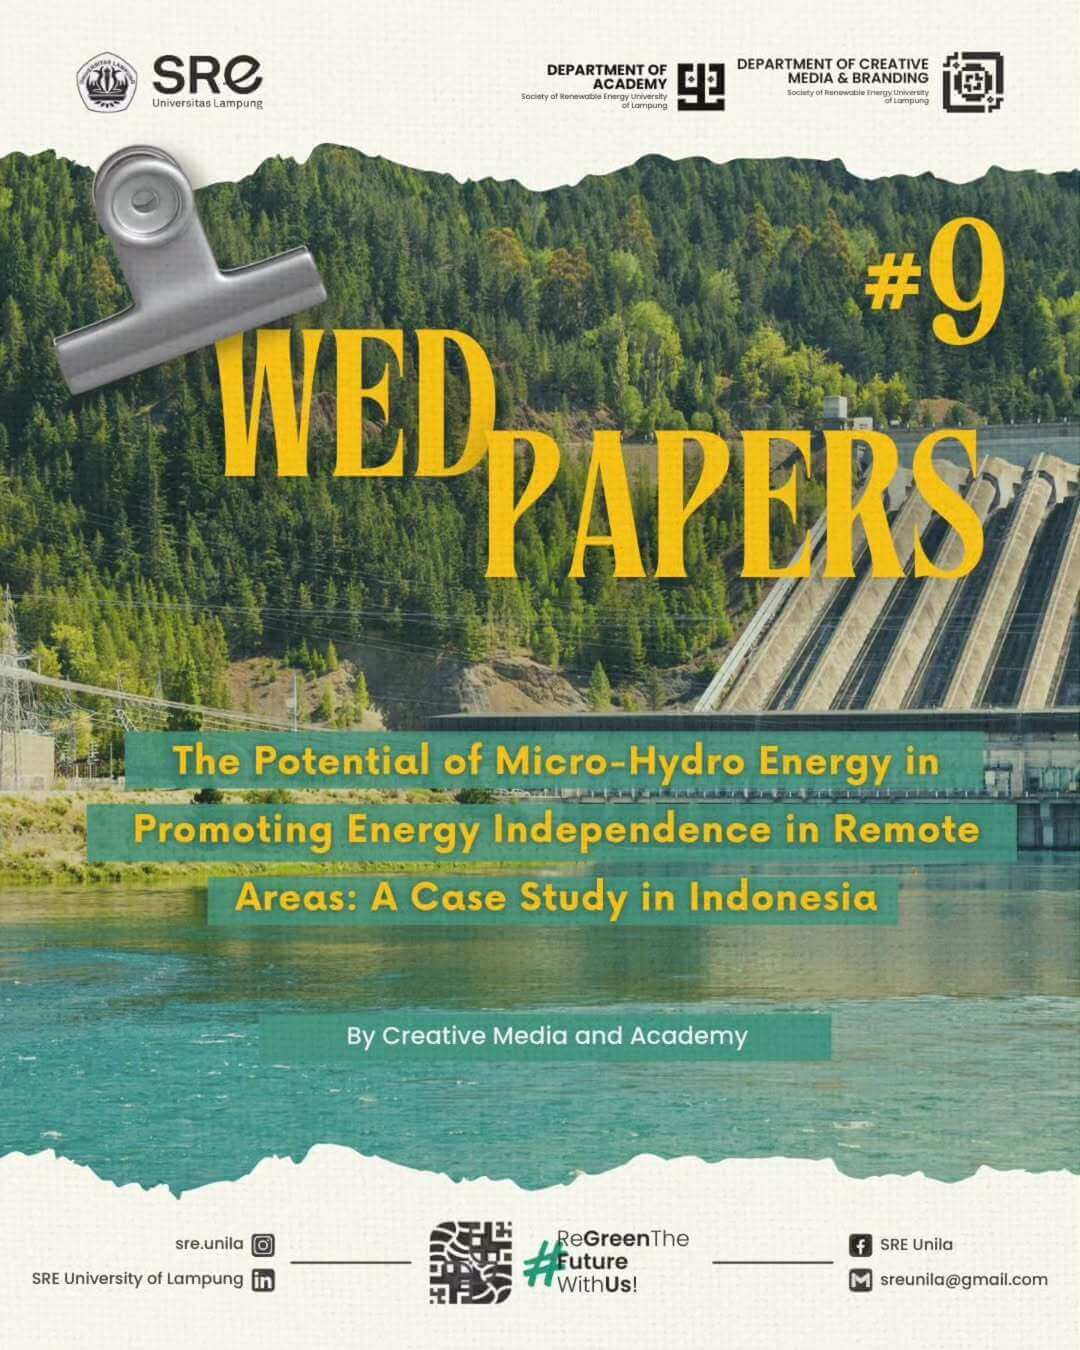 UNIVERSITAS LAMPUNG
SRE
Universitas Lampung
DEPARTMENT OF
ACADEMY
Society of Renewable Energy University
of Lampung
DEPARTMENT OF CREATIVE
MEDIA & BRANDING
Society of Renewable Energy University
of Lampung
#9
WED
PAPERS
The Potential of Micro-Hydro Energy in
Promoting Energy Independence in Remote
Areas: A Case Study in Indonesia
By Creative Media and Academy
sre.unila
SRE University of Lampung
#ReGreenThe
Future
WithUs!
SRE Unila
sreunila@gmail.com